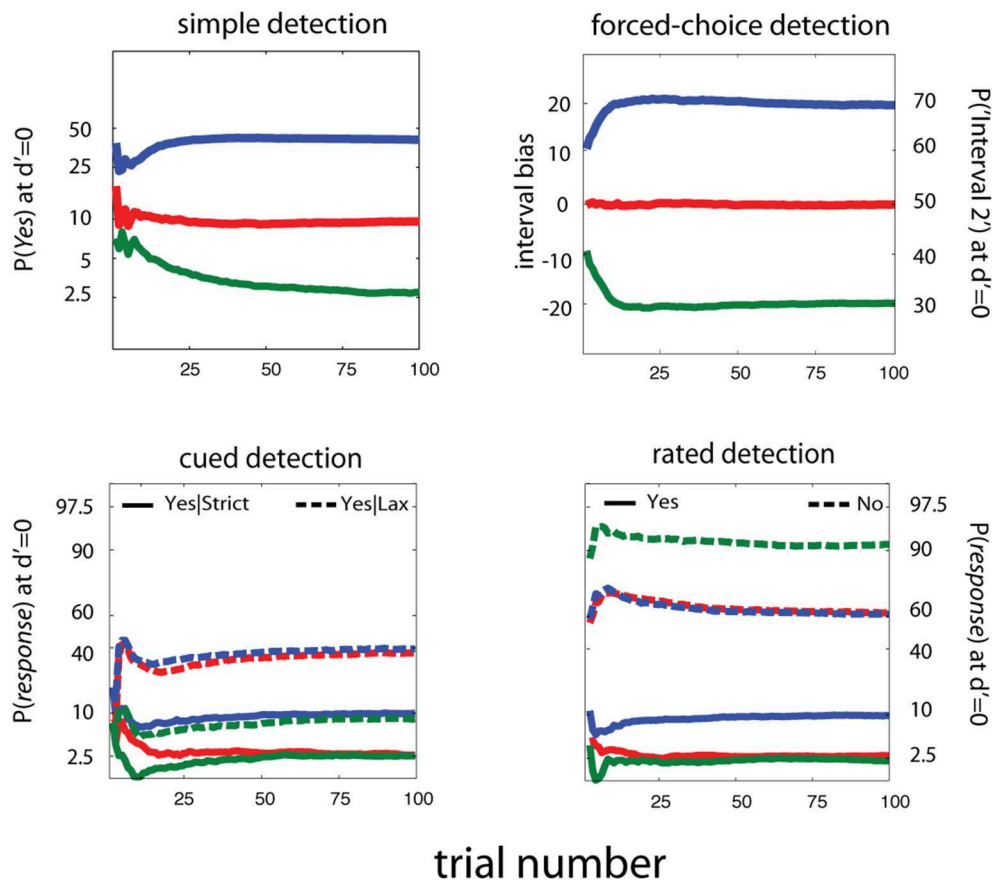 simple detection
P(Yes) at d'=0
50
25
10
5
2.5
25 50 75 100
forced-choice detection
interval bias
20
10
0
-10
-20
70
60
50
40
30
P('Interval 2') at d'=0
25 50 75 100
cued detection
Yes|Strict Yes|Lax
P(response) at d'=0
97.5
90
60
40
10
2.5
25 50 75 100
rated detection
Yes No
97.5
90
60
40
10
2.5
P(response) at d'=0
25 50 75 100
trial number